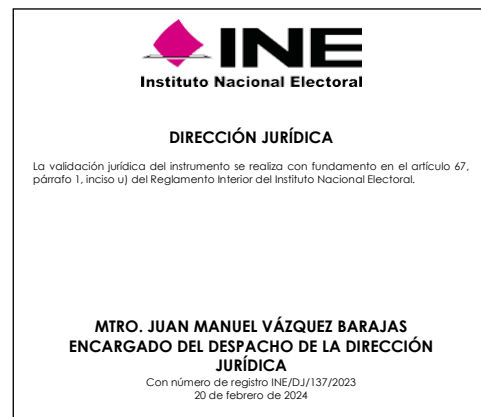 INE
Instituto Nacional Electoral
DIRECCIÓN JURÍDICA
La validación jurídica del instrumento se realiza con fundamento en el artículo 67,
párrafo 1, inciso u) del Reglamento Interior del Instituto Nacional Electoral.
MTRO. JUAN MANUEL VÁZQUEZ BARAJAS
ENCARGADO DEL DESPACHO DE LA DIRECCIÓN
JURÍDICA
Con número de registro INE/DJ/137/2023
20 de febrero de 2024